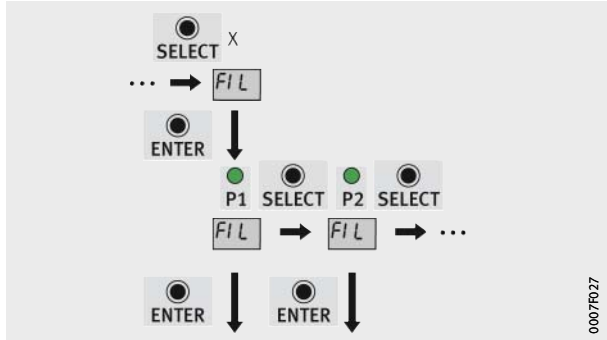 SELECT X
... FIL
ENTER
P1 SELECT P2 SELECT
FIL FIL ...
ENTER ENTER
0007F027